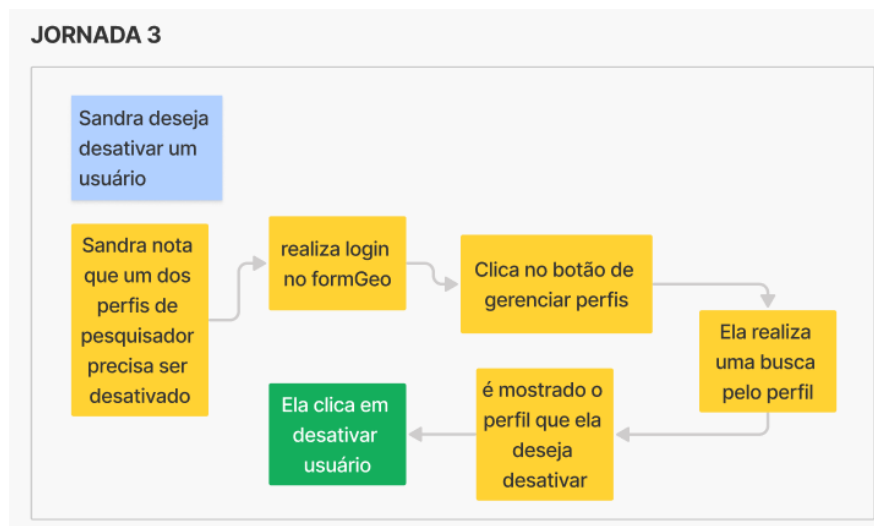 JORNADA 3
Sandra deseja
desativar um
usuário
Sandra nota
que um dos
perfis de
pesquisador
precisa ser
desativado
realiza login
no formGeo
Clica no botão de
gerenciar perfis
Ela realiza
uma busca
pelo perfil
é mostrado o
perfil que ela
deseja
desativar
Ela clica em
desativar
usuário